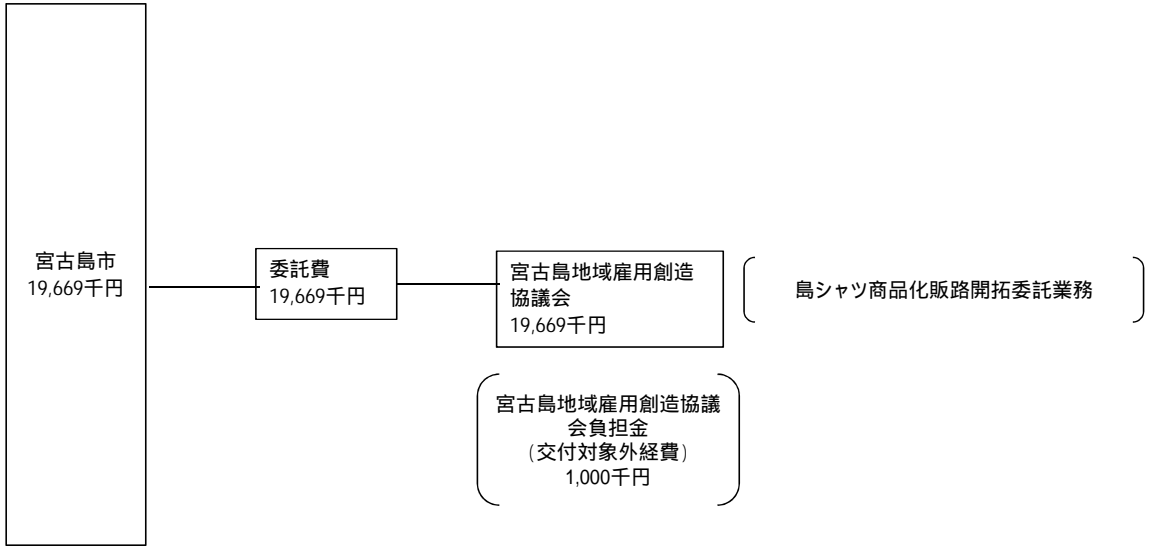 宮古島市
19,669千円
委託費
19,669千円
宮古島地域雇用創造
協議会
19,669千円
島シャツ商品化販路開拓委託業務
宮古島地域雇用創造協議
会負担金
(交付対象外経費)
1,000千円